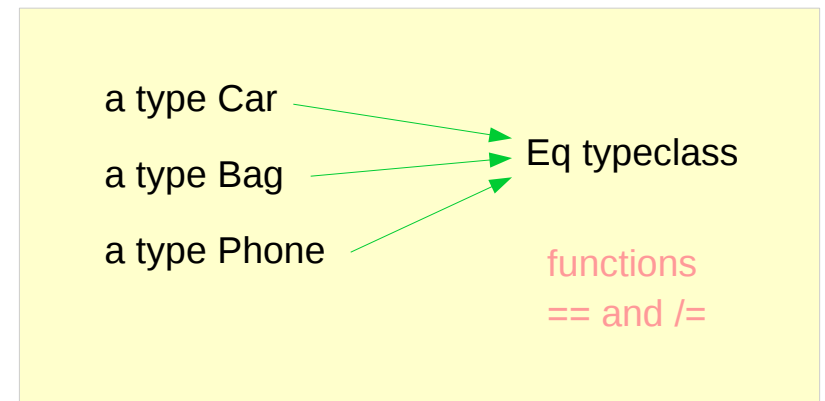 a type Car
Eq typeclass
a type Bag
a type Phone
functions
== and /=